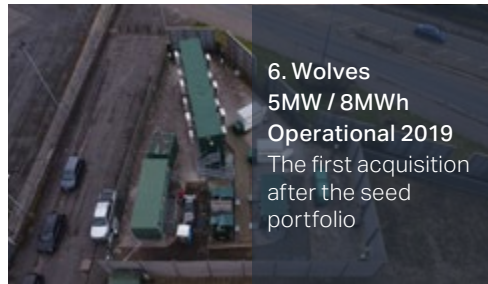 6. Wolves
5MW / 8MWh
Operational 2019
The first acquisition
after the seed
portfolio